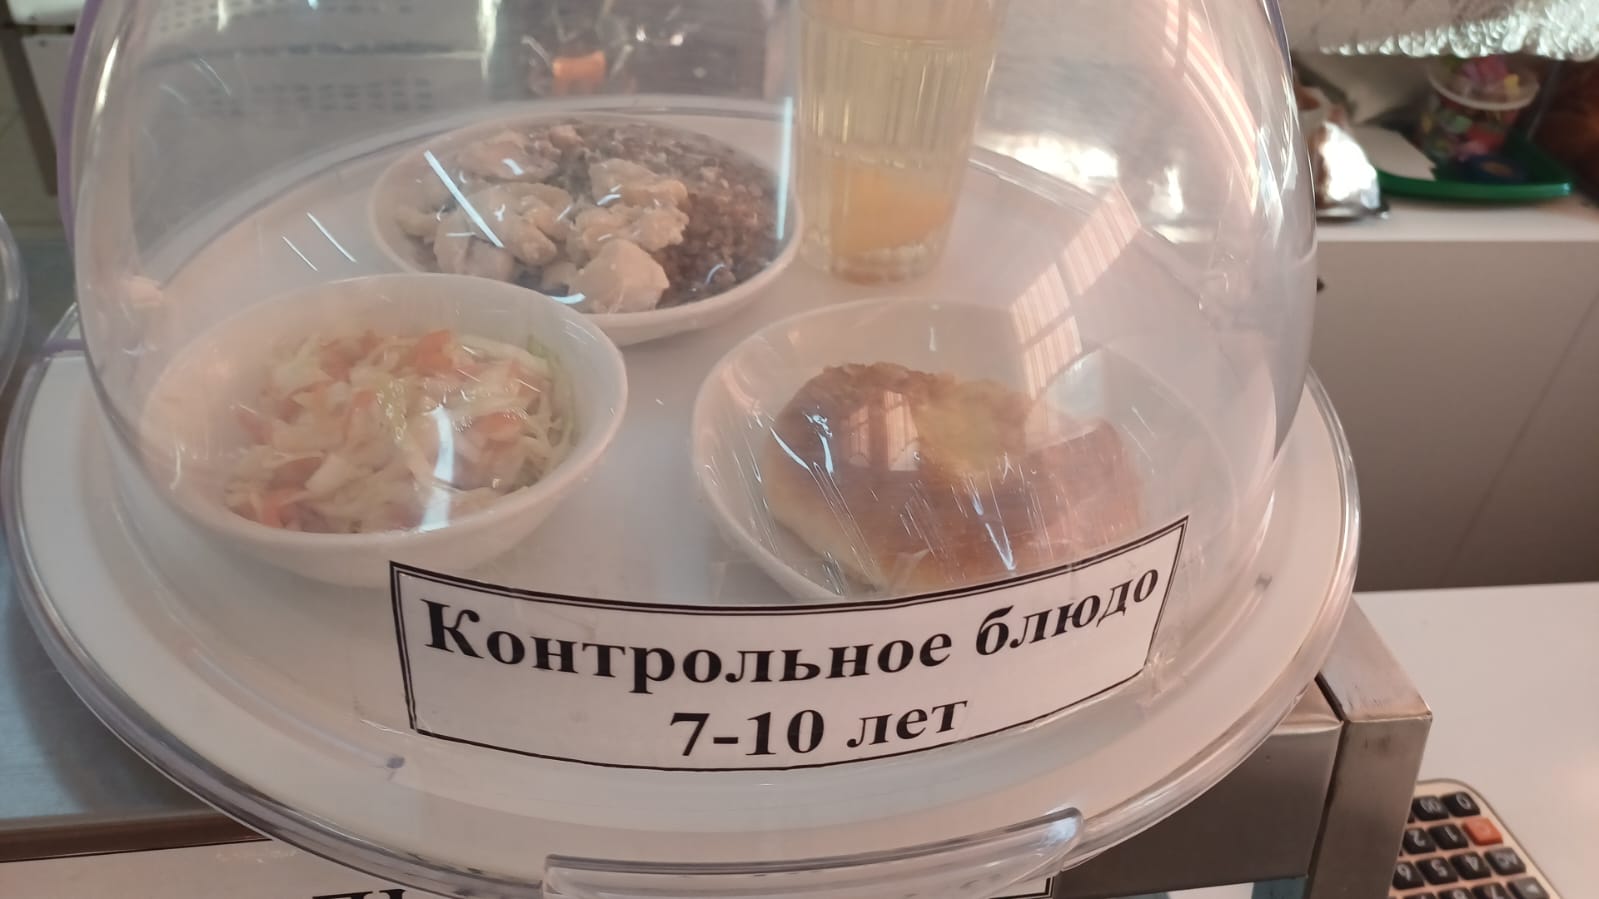 Контрольное блюдо
7-10 лет